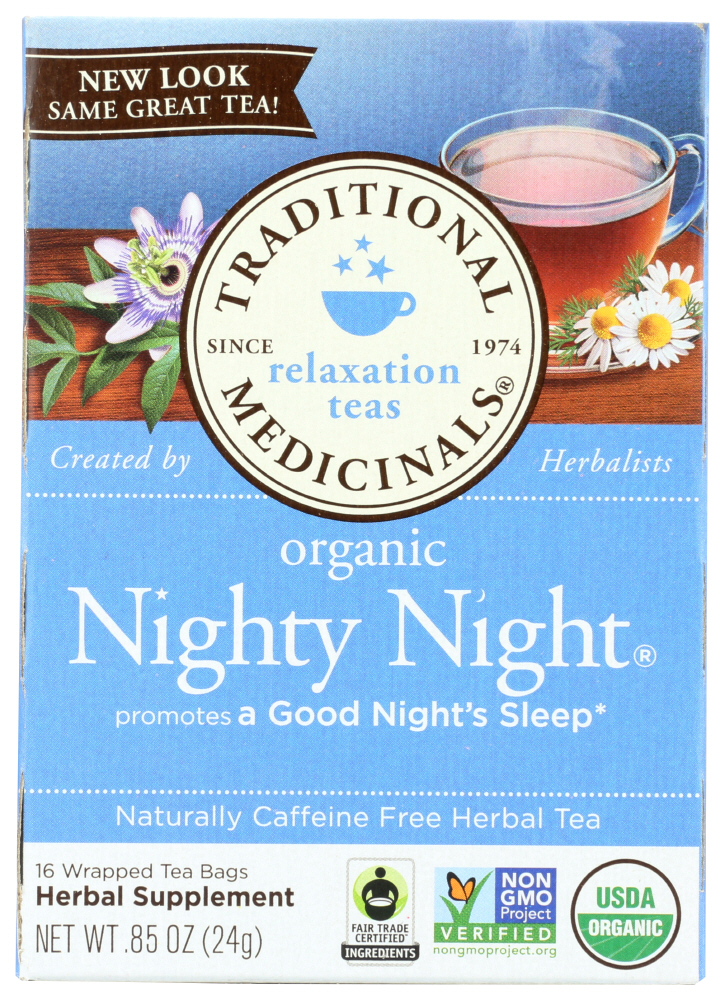 NEW LOOK
SAME GREAT TEA!
TRADITIONAL
SINCE 1974
relaxation
teas
MEDICINALS®
Created by Herbalists
organic
Nighty Night®
promotes a Good Night's Sleep*
Naturally Caffeine Free Herbal Tea
16 Wrapped Tea Bags
Herbal Supplement
NET WT .85 OZ (24g)
FAIR TRADE
CERTIFIED™
INGREDIENTS
NON
GMO
Project
VERIFIED
nongmoproject.org
USDA
ORGANIC